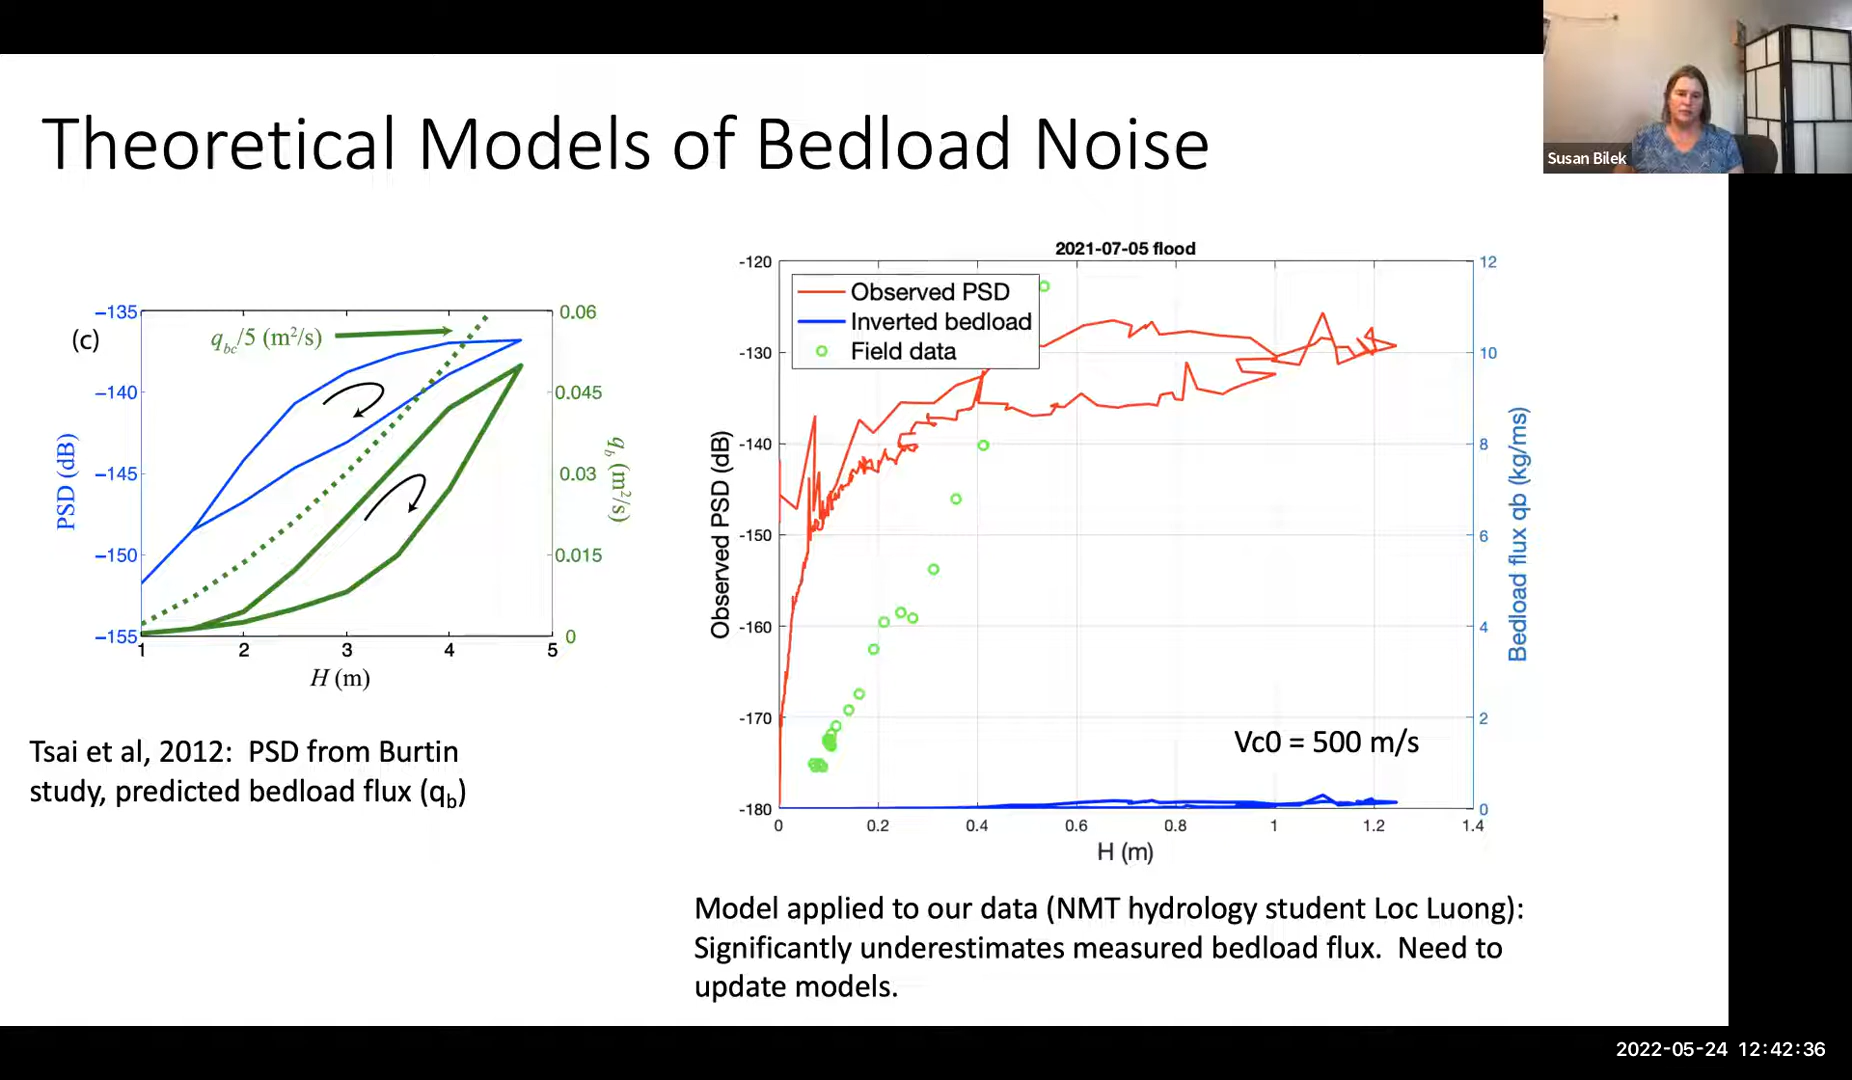 Susan Bilek
Theoretical Models of Bedload Noise
(c)
q_bc/5 (m²/s)
−135
−140
−145
−150
−155
PSD (dB)
0.06
0.045
0.03
0.015
0
q_b (m²/s)
1 2 3 4 5
H (m)
Tsai et al, 2012: PSD from Burtin
study, predicted bedload flux (q_b)
2021-07-05 flood
Observed PSD
Inverted bedload
Field data
-120
-130
-140
-150
-160
-170
-180
Observed PSD (dB)
12
10
8
6
4
2
0
Bedload flux qb (kg/ms)
Vc0 = 500 m/s
0 0.2 0.4 0.6 0.8 1 1.2 1.4
H (m)
Model applied to our data (NMT hydrology student Loc Luong):
Significantly underestimates measured bedload flux. Need to
update models.
2022-05-24 12:42:36